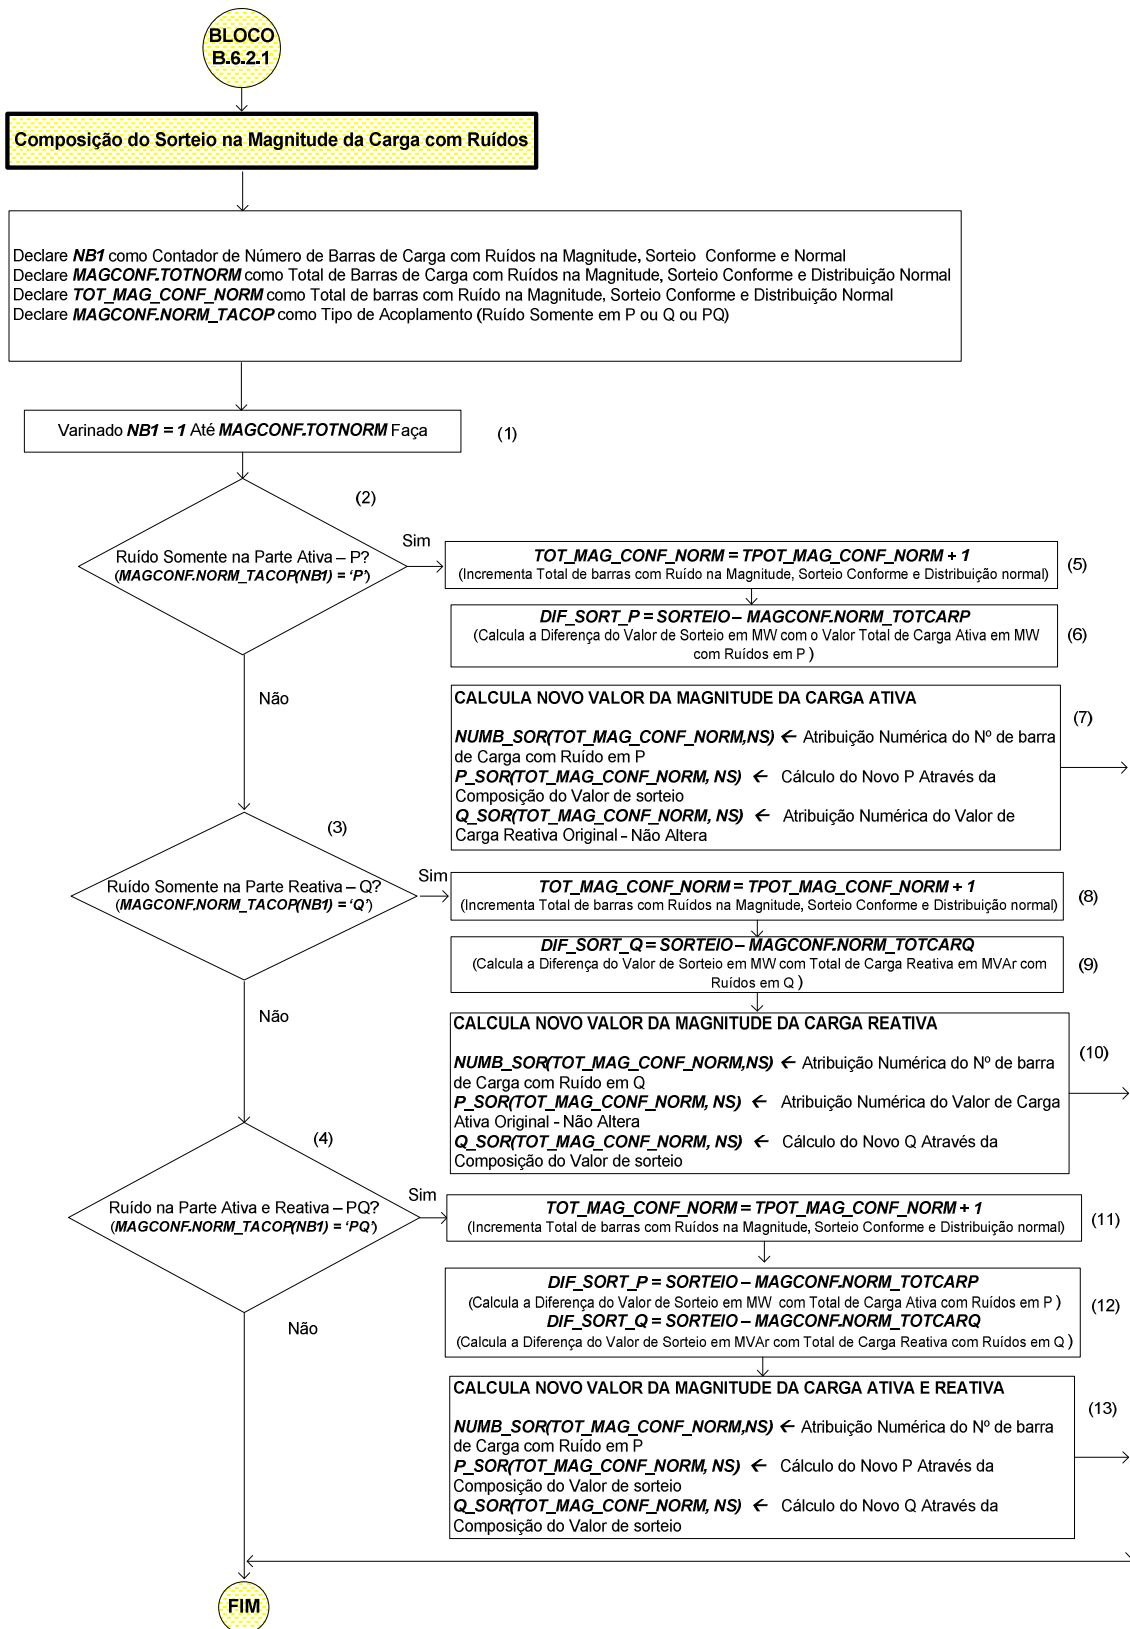 BLOCO
B.6.2.1
Composição do Sorteio na Magnitude da Carga com Ruídos
Declare NB1 como Contador de Número de Barras de Carga com Ruídos na Magnitude, Sorteio Conforme e Normal
Declare MAGCONF.TOTNORM como Total de Barras de Carga com Ruídos na Magnitude, Sorteio Conforme e Distribuição Normal
Declare TOT_MAG_CONF_NORM como Total de barras com Ruído na Magnitude, Sorteio Conforme e Distribuição Normal
Declare MAGCONF.NORM_TACOP como Tipo de Acoplamento (Ruído Somente em P ou Q ou PQ)
Varinado NB1 = 1 Até MAGCONF.TOTNORM Faça
(1)
(2)
Ruído Somente na Parte Ativa – P?
(MAGCONF.NORM_TACOP(NB1) = ‘P’)
Sim
Não
TOT_MAG_CONF_NORM = TPOT_MAG_CONF_NORM + 1
(Incrementa Total de barras com Ruído na Magnitude, Sorteio Conforme e Distribuição normal)
(5)
DIF_SORT_P = SORTEIO – MAGCONF.NORM_TOTCARP
(Calcula a Diferença do Valor de Sorteio em MW com o Valor Total de Carga Ativa em MW
com Ruídos em P )
(6)
CALCULA NOVO VALOR DA MAGNITUDE DA CARGA ATIVA
NUMB_SOR(TOT_MAG_CONF_NORM,NS) ← Atribuição Numérica do Nº de barra
de Carga com Ruído em P
P_SOR(TOT_MAG_CONF_NORM, NS) ← Cálculo do Novo P Através da
Composição do Valor de sorteio
Q_SOR(TOT_MAG_CONF_NORM, NS) ← Atribuição Numérica do Valor de
Carga Reativa Original - Não Altera
(7)
(3)
Ruído Somente na Parte Reativa – Q?
(MAGCONF.NORM_TACOP(NB1) = ‘Q’)
Sim
Não
TOT_MAG_CONF_NORM = TPOT_MAG_CONF_NORM + 1
(Incrementa Total de barras com Ruídos na Magnitude, Sorteio Conforme e Distribuição normal)
(8)
DIF_SORT_Q = SORTEIO – MAGCONF.NORM_TOTCARQ
(Calcula a Diferença do Valor de Sorteio em MW com Total de Carga Reativa em MVAr com
Ruídos em Q )
(9)
CALCULA NOVO VALOR DA MAGNITUDE DA CARGA REATIVA
NUMB_SOR(TOT_MAG_CONF_NORM,NS) ← Atribuição Numérica do Nº de barra
de Carga com Ruído em Q
P_SOR(TOT_MAG_CONF_NORM, NS) ← Atribuição Numérica do Valor de Carga
Ativa Original - Não Altera
Q_SOR(TOT_MAG_CONF_NORM, NS) ← Cálculo do Novo Q Através da
Composição do Valor de sorteio
(10)
(4)
Ruído na Parte Ativa e Reativa – PQ?
(MAGCONF.NORM_TACOP(NB1) = ‘PQ’)
Sim
Não
TOT_MAG_CONF_NORM = TPOT_MAG_CONF_NORM + 1
(Incrementa Total de barras com Ruídos na Magnitude, Sorteio Conforme e Distribuição normal)
(11)
DIF_SORT_P = SORTEIO – MAGCONF.NORM_TOTCARP
(Calcula a Diferença do Valor de Sorteio em MW com Total de Carga Ativa com Ruídos em P )
DIF_SORT_Q = SORTEIO – MAGCONF.NORM_TOTCARQ
(Calcula a Diferença do Valor de Sorteio em MVAr com Total de Carga Reativa com Ruídos em Q )
(12)
CALCULA NOVO VALOR DA MAGNITUDE DA CARGA ATIVA E REATIVA
NUMB_SOR(TOT_MAG_CONF_NORM,NS) ← Atribuição Numérica do Nº de barra
de Carga com Ruído em P
P_SOR(TOT_MAG_CONF_NORM, NS) ← Cálculo do Novo P Através da
Composição do Valor de sorteio
Q_SOR(TOT_MAG_CONF_NORM, NS) ← Cálculo do Novo Q Através da
Composição do Valor de sorteio
(13)
FIM